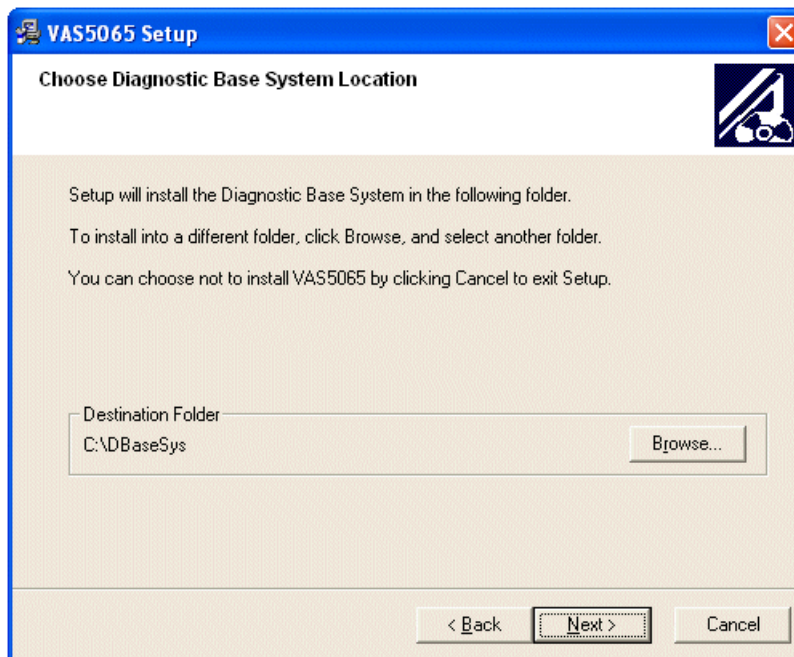 VAS5065 Setup
Choose Diagnostic Base System Location
Setup will install the Diagnostic Base System in the following folder.
To install into a different folder, click Browse, and select another folder.
You can choose not to install VAS5065 by clicking Cancel to exit Setup.
Destination Folder
C:\DBaseSys
Browse...
< Back
Next >
Cancel